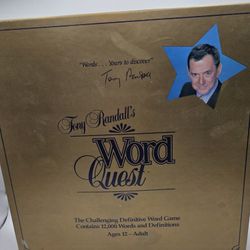 "Words . . . Yours to discover"
Tony Randall
Tony Randall's
Word
Quest
The Challenging Definitive Word Game
Contains 12,000 Words and Definitions
Ages 12 - Adult